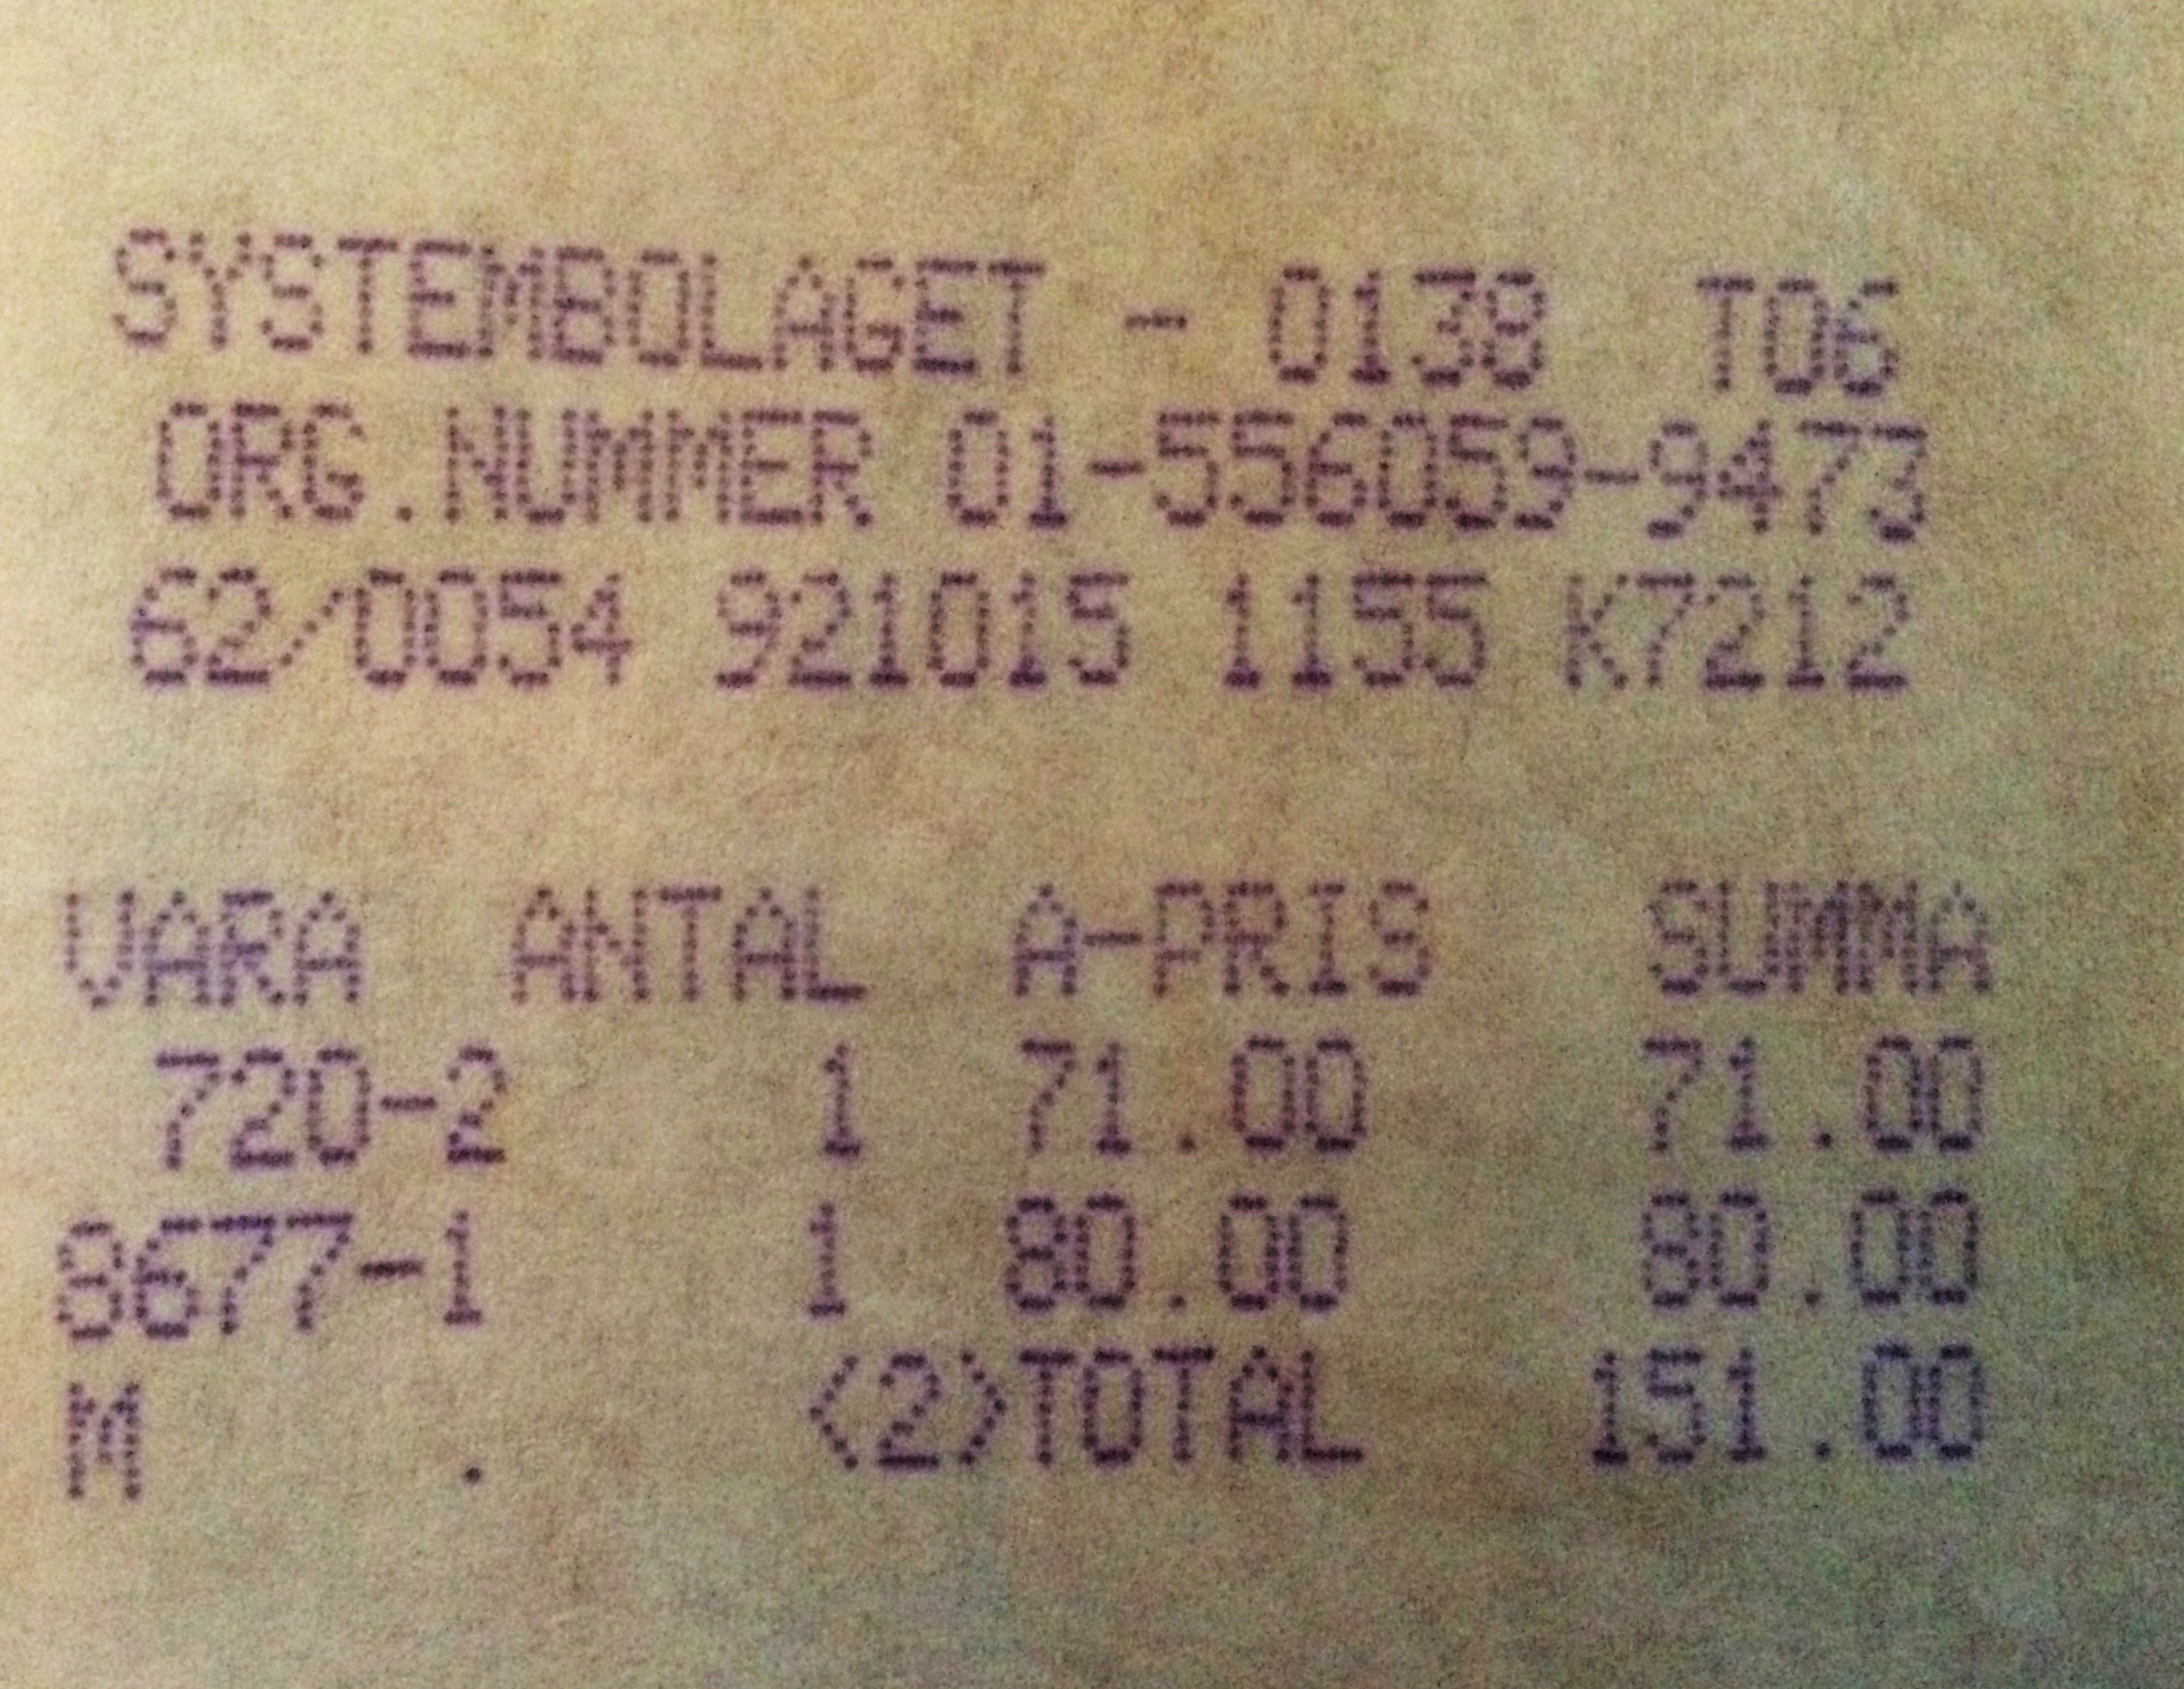 SYSTEMBOLAGET - 0138 T06
ORG.NUMMER 01-556059-9473
62/0054 921015 1155 K7212
VARA ANTAL A-PRIS SUMMA
720-2 1 71.00 71.00
8677-1 1 80.00 80.00
M . <2>TOTAL 151.00